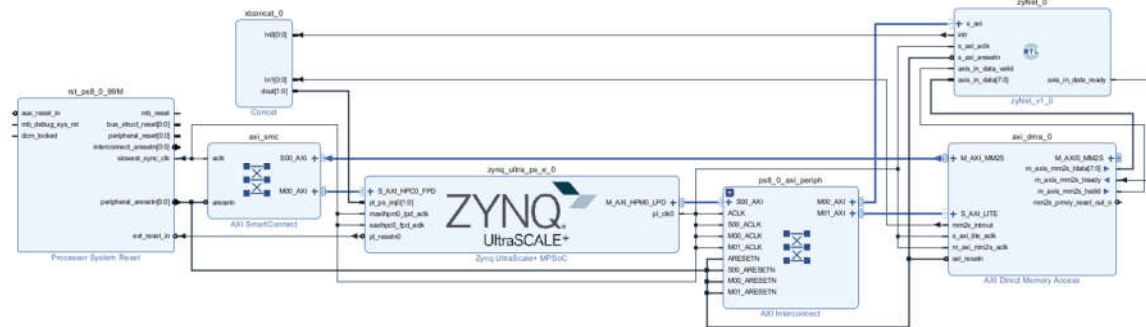 xlconcat_0
In0[0:0]
In1[0:0]
dout[1:0]
Concat
zyNet_0
s_axi
intr
s_axi_aclk
s_axi_aresetn
axis_in_data_valid
axis_in_data[7:0]
axis_in_data_ready
RTL
zyNet_v1_0
rst_ps8_0_99M
aux_reset_in
mb_debug_sys_rst
dcm_locked
mb_reset
bus_struct_reset[0:0]
peripheral_reset[0:0]
interconnect_aresetn[0:0]
slowest_sync_clk
peripheral_aresetn[0:0]
ext_reset_in
Processor System Reset
axi_smc
aclk
S00_AXI
M00_AXI
aresetn
AXI SmartConnect
zynq_ultra_ps_e_0
S_AXI_HPC0_FPD
pl_ps_irq0[1:0]
maxihpm0_lpd_aclk
saxihpc0_fpd_aclk
pl_resetn0
M_AXI_HPM0_LPD
pl_clk0
ZYNQ
UltraSCALE+
Zynq UltraScale+ MPSoC
ps8_0_axi_periph
S00_AXI
ACLK
S00_ACLK
M00_ACLK
M01_ACLK
ARESETN
S00_ARESETN
M00_ARESETN
M01_ARESETN
M00_AXI
M01_AXI
AXI Interconnect
axi_dma_0
M_AXI_MM2S
S_AXI_LITE
mm2s_introut
s_axi_lite_aclk
m_axi_mm2s_aclk
axi_resetn
M_AXIS_MM2S
m_axis_mm2s_tdata[7:0]
m_axis_mm2s_tready
m_axis_mm2s_tvalid
mm2s_prmry_reset_out_n
AXI Direct Memory Access